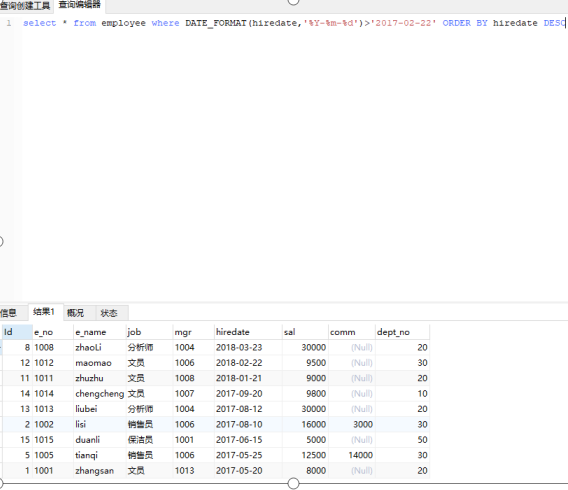 查询创建工具 查询编辑器
1 select * from employee where DATE_FORMAT(hiredate,'%Y-%m-%d')>'2017-02-22' ORDER BY hiredate DESC
信息 结果1 概况 状态
Id e_no e_name job mgr hiredate sal comm dept_no
8 1008 zhaoLi 分析师 1004 2018-03-23 30000 (Null) 20
12 1012 maomao 文员 1006 2018-02-22 9500 (Null) 30
11 1011 zhuzhu 文员 1008 2018-01-21 9000 (Null) 20
14 1014 chengcheng 文员 1007 2017-09-20 9800 (Null) 10
13 1013 liubei 分析师 1004 2017-08-12 30000 (Null) 20
2 1002 lisi 销售员 1006 2017-08-10 16000 3000 30
15 1015 duanli 保洁员 1001 2017-06-15 5000 (Null) 50
5 1005 tianqi 销售员 1006 2017-05-25 12500 14000 30
1 1001 zhangsan 文员 1013 2017-05-20 8000 (Null) 20